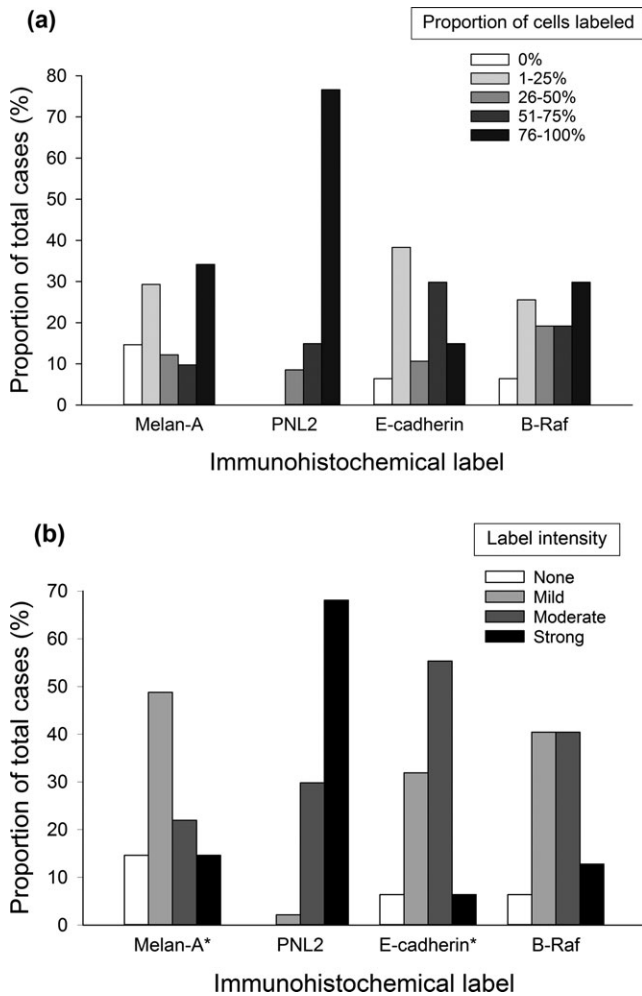 (a)
Proportion of cells labeled
0%
1-25%
26-50%
51-75%
76-100%
Proportion of total cases (%)
80
70
60
50
40
30
20
10
0
Melan-A PNL2 E-cadherin B-Raf
Immunohistochemical label
(b)
Label intensity
None
Mild
Moderate
Strong
Proportion of total cases (%)
70
60
50
40
30
20
10
0
Melan-A* PNL2 E-cadherin* B-Raf
Immunohistochemical label